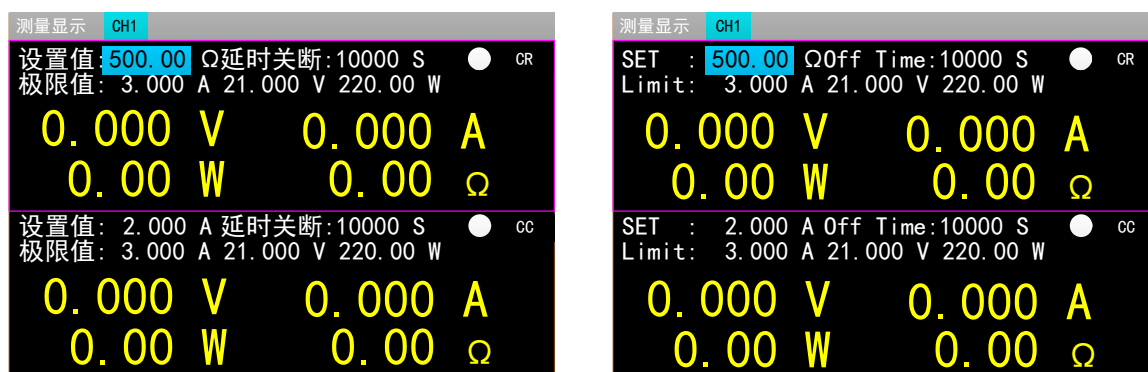 测量显示 CH1
设置值: 500.00 Ω延时关断:10000 S CR
极限值: 3.000 A 21.000 V 220.00 W
0.000 V 0.000 A
0.00 W 0.00 Ω
设置值: 2.000 A 延时关断:10000 S CC
极限值: 3.000 A 21.000 V 220.00 W
0.000 V 0.000 A
0.00 W 0.00 Ω
测量显示 CH1
SET : 500.00 ΩOff Time:10000 S CR
Limit: 3.000 A 21.000 V 220.00 W
0.000 V 0.000 A
0.00 W 0.00 Ω
SET : 2.000 A Off Time:10000 S CC
Limit: 3.000 A 21.000 V 220.00 W
0.000 V 0.000 A
0.00 W 0.00 Ω